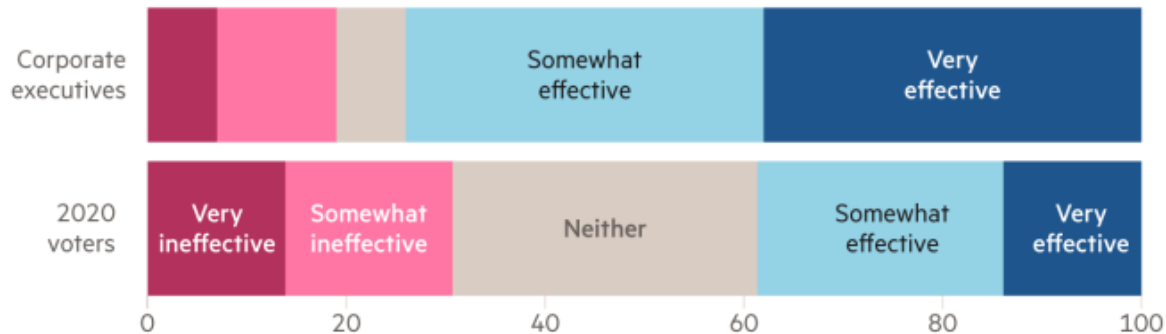 Corporate
executives
Somewhat
effective
Very
effective
2020
voters
Very
ineffective
Somewhat
ineffective
Neither
Somewhat
effective
Very
effective
0 20 40 60 80 100